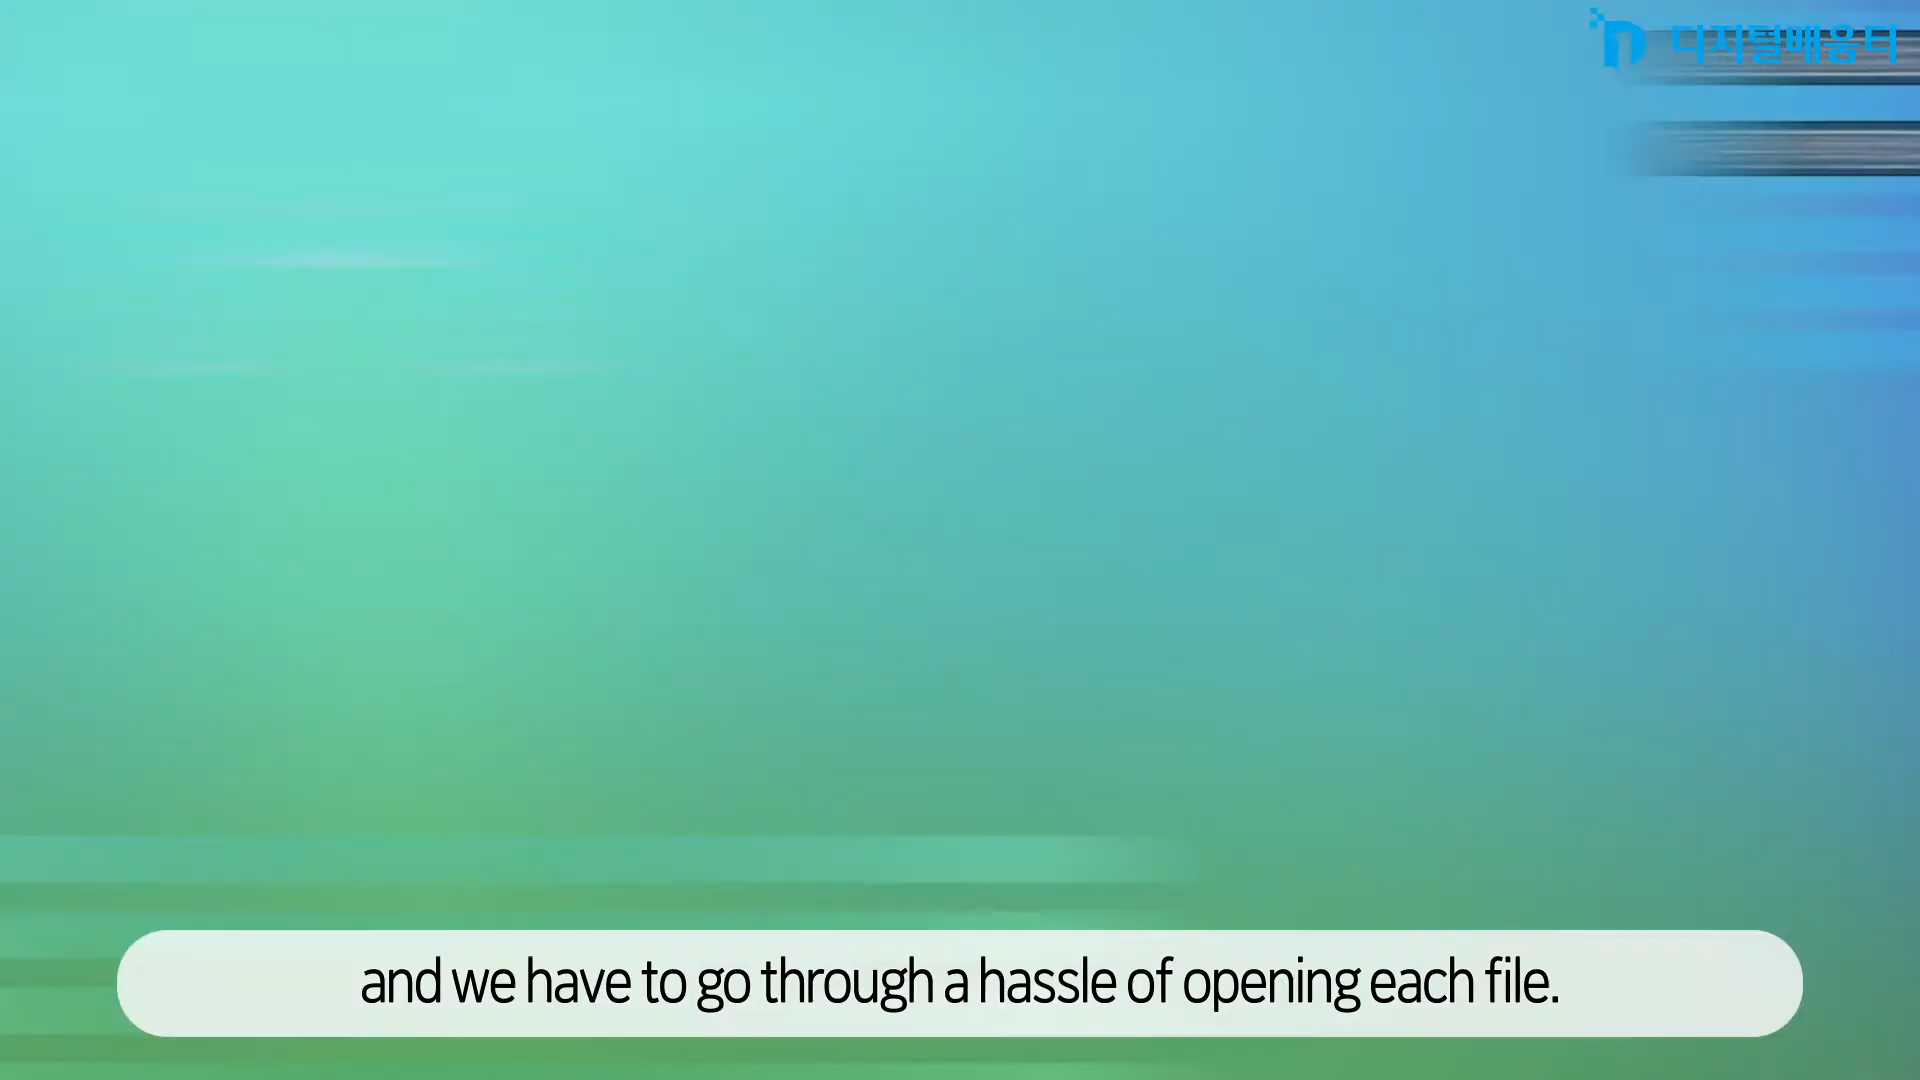 디지털배움터
and we have to go through a hassle of opening each file.